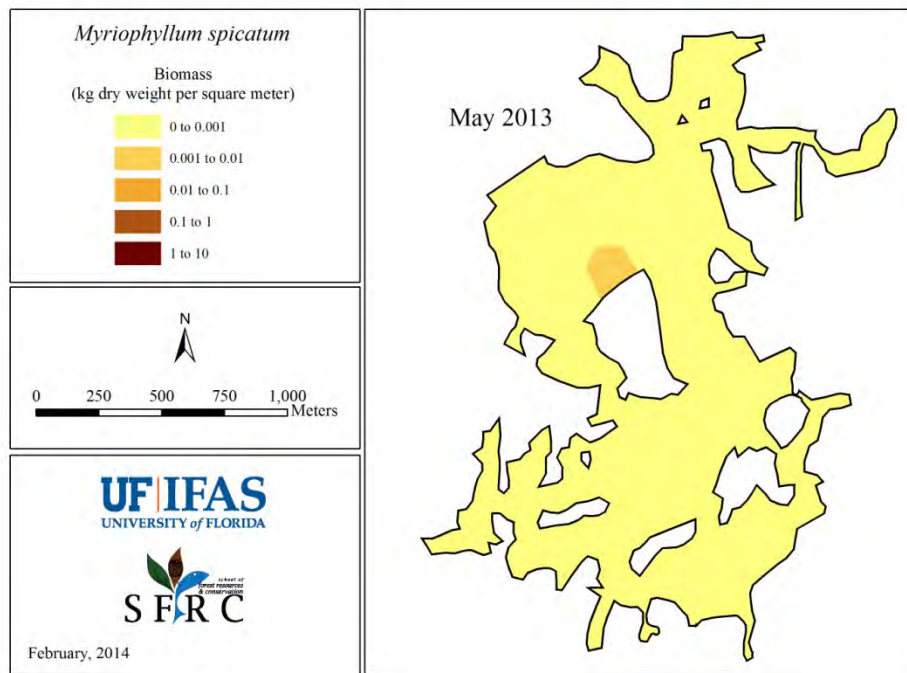 Myriophyllum spicatum
Biomass
(kg dry weight per square meter)
0 to 0.001
0.001 to 0.01
0.01 to 0.1
0.1 to 1
1 to 10
N
0 250 500 750 1,000
Meters
UF|IFAS
UNIVERSITY of FLORIDA
school of
forest resources
& conservation
SFRC
February, 2014
May 2013